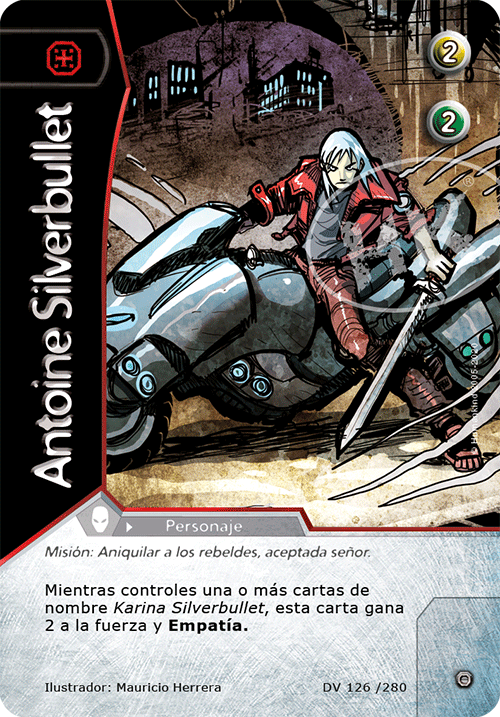 Antoine Silverbullet
2
2
HK
®
Personaje
Misión: Aniquilar a los rebeldes, aceptada señor.
Mientras controles una o más cartas de
nombre Karina Silverbullet, esta carta gana
2 a la fuerza y Empatía.
Ilustrador: Mauricio Herrera
DV 126 /280